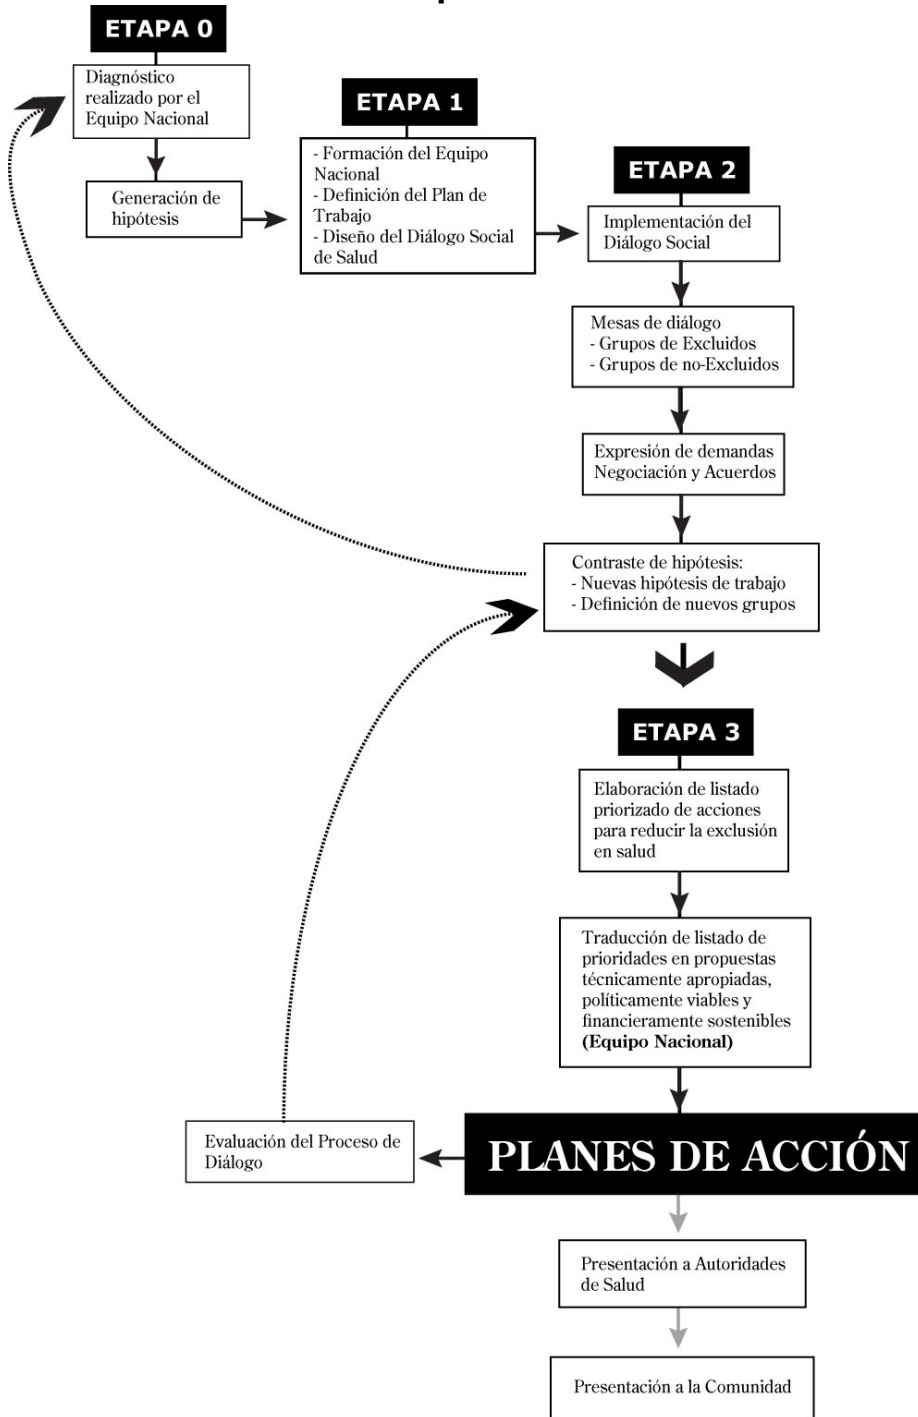 ETAPA 0
Diagnóstico
realizado por el
Equipo Nacional
Generación de
hipótesis
ETAPA 1
- Formación del Equipo
Nacional
- Definición del Plan de
Trabajo
- Diseño del Diálogo Social
de Salud
ETAPA 2
Implementación del
Diálogo Social
Mesas de diálogo
- Grupos de Excluidos
- Grupos de no-Excluidos
Expresión de demandas
Negociación y Acuerdos
Contraste de hipótesis:
- Nuevas hipótesis de trabajo
- Definición de nuevos grupos
ETAPA 3
Elaboración de listado
priorizado de acciones
para reducir la exclusión
en salud
Traducción de listado de
prioridades en propuestas
técnicamente apropiadas,
políticamente viables y
financieramente sostenibles
(Equipo Nacional)
PLANES DE ACCIÓN
Evaluación del Proceso de
Diálogo
Presentación a Autoridades
de Salud
Presentación a la Comunidad